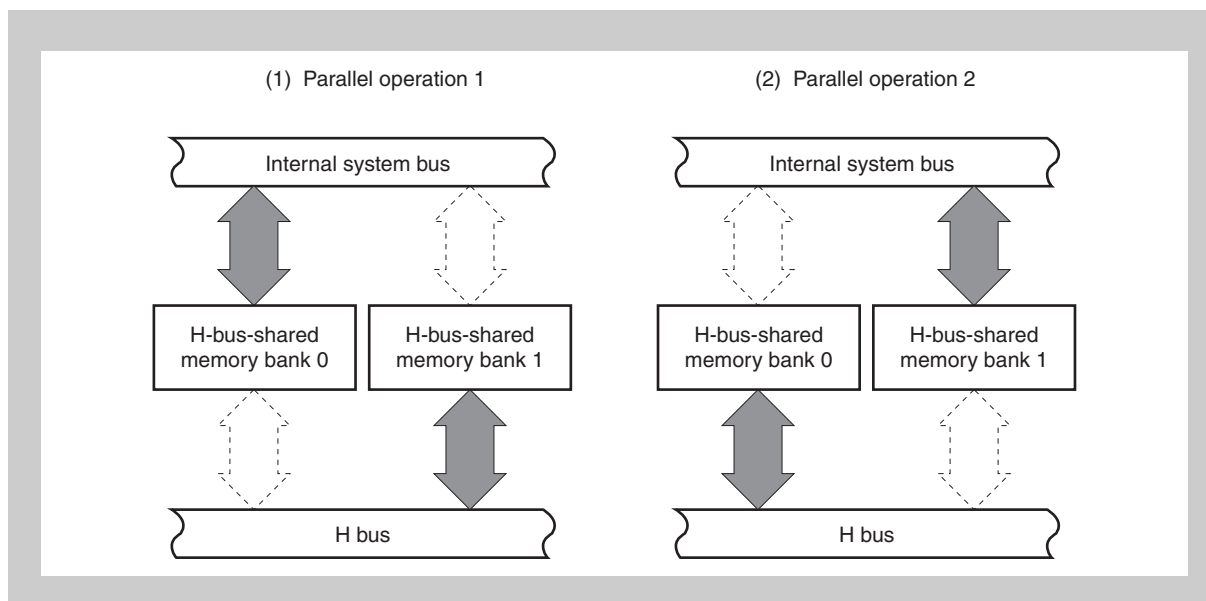 (1) Parallel operation 1
Internal system bus
H-bus-shared
memory bank 0
H-bus-shared
memory bank 1
H bus
(2) Parallel operation 2
Internal system bus
H-bus-shared
memory bank 0
H-bus-shared
memory bank 1
H bus